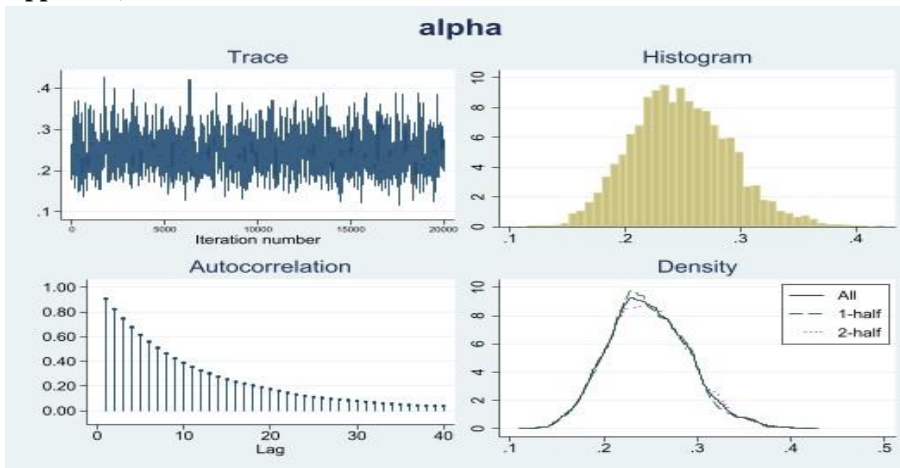 alpha
Trace
.4
.3
.2
.1
0 5000 10000 15000 20000
Iteration number
Histogram
10
8
6
4
2
0
.1 .2 .3 .4
Autocorrelation
1.00
0.80
0.60
0.40
0.20
0.00
0 10 20 30 40
Lag
Density
10
8
6
4
2
0
All
1-half
2-half
.1 .2 .3 .4 .5